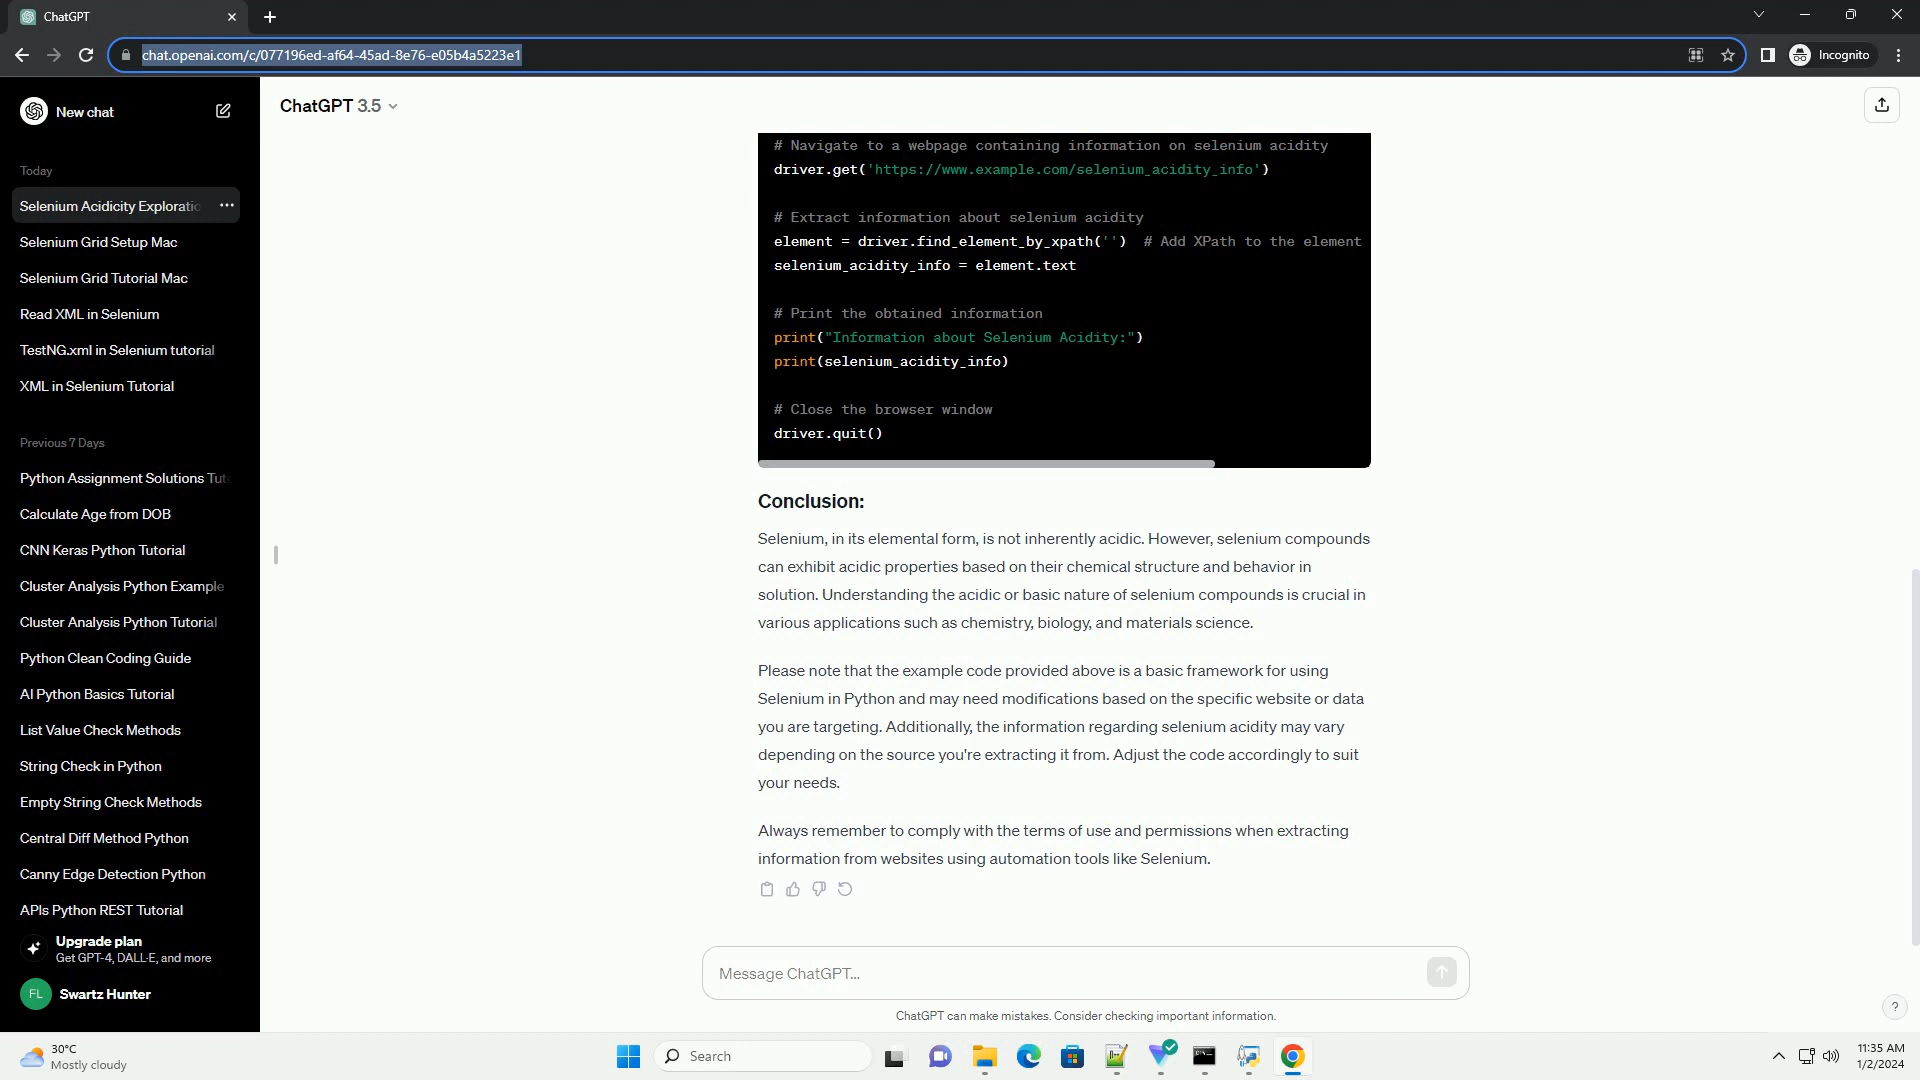 ChatGPT
chat.openai.com/c/077196ed-af64-45ad-8e76-e05b4a5223e1
Incognito
New chat
ChatGPT 3.5
Today
Selenium Acidicity Exploratio
Selenium Grid Setup Mac
Selenium Grid Tutorial Mac
Read XML in Selenium
TestNG.xml in Selenium tutorial
XML in Selenium Tutorial
Previous 7 Days
Python Assignment Solutions Tut
Calculate Age from DOB
CNN Keras Python Tutorial
Cluster Analysis Python Example
Cluster Analysis Python Tutorial
Python Clean Coding Guide
AI Python Basics Tutorial
List Value Check Methods
String Check in Python
Empty String Check Methods
Central Diff Method Python
Canny Edge Detection Python
APIs Python REST Tutorial
Upgrade plan
Get GPT-4, DALL·E, and more
FL
Swartz Hunter
# Navigate to a webpage containing information on selenium acidity
driver.get('https://www.example.com/selenium_acidity_info')
# Extract information about selenium acidity
element = driver.find_element_by_xpath('')  # Add XPath to the element
selenium_acidity_info = element.text
# Print the obtained information
print("Information about Selenium Acidity:")
print(selenium_acidity_info)
# Close the browser window
driver.quit()
Conclusion:
Selenium, in its elemental form, is not inherently acidic. However, selenium compounds
can exhibit acidic properties based on their chemical structure and behavior in
solution. Understanding the acidic or basic nature of selenium compounds is crucial in
various applications such as chemistry, biology, and materials science.
Please note that the example code provided above is a basic framework for using
Selenium in Python and may need modifications based on the specific website or data
you are targeting. Additionally, the information regarding selenium acidity may vary
depending on the source you're extracting it from. Adjust the code accordingly to suit
your needs.
Always remember to comply with the terms of use and permissions when extracting
information from websites using automation tools like Selenium.
Message ChatGPT...
ChatGPT can make mistakes. Consider checking important information.
?
30°C
Mostly cloudy
Search
11:35 AM
1/2/2024